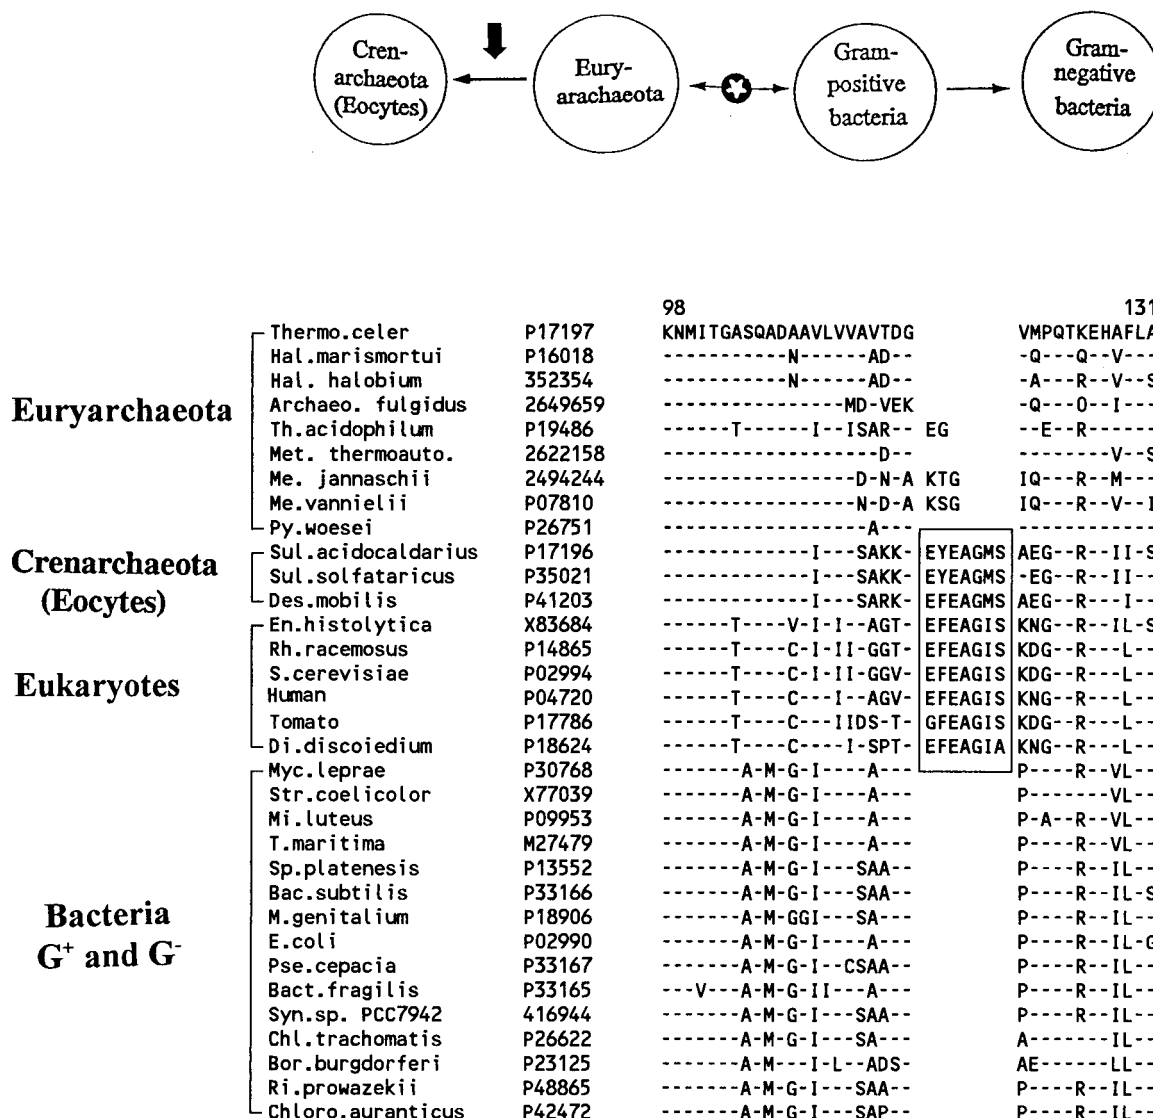 Cren-
archaeota
(Eocytes)
Eury-
arachaeota
Gram-
positive
bacteria
Gram-
negative
bacteria
98 131
Euryarchaeota
Thermo.celer P17197 KNMITGASQADAAVLVVAVTDG VMPQTKEHAFLA
Hal.marismortui P16018 -----------N------AD-- -Q---Q--V---
Hal. halobium 352354 -----------N------AD-- -A---R--V--S
Archaeo. fulgidus 2649659 ----------------MD-VEK -Q---O--I---
Th.acidophilum P19486 ------T------I--ISAR-- EG --E--R------
Met. thermoauto. 2622158 -------------------D-- --------V--S
Me. jannaschii 2494244 -----------------D-N-A KTG IQ---R--M---
Me.vannielii P07810 -----------------N-D-A KSG IQ---R--V--I
Py.woesei P26751 ------------------A--- ------------
Crenarchaeota
(Eocytes)
Sul.acidocaldarius P17196 -------------I---SAKK- EYEAGMS AEG--R--II-S
Sul.solfataricus P35021 -------------I---SAKK- EYEAGMS -EG--R--II--
Des.mobilis P41203 -------------I---SARK- EFEAGMS AEG--R---I--
Eukaryotes
En.histolytica X83684 ------T----V-I-I--AGT- EFEAGIS KNG--R--IL-S
Rh.racemosus P14865 ------T----C-I-II-GGT- EFEAGIS KDG--R---L--
S.cerevisiae P02994 ------T----C-I-II-GGV- EFEAGIS KDG--R---L--
Human P04720 ------T----C---I--AGV- EFEAGIS KNG--R---L--
Tomato P17786 ------T----C---IIDS-T- GFEAGIS KDG--R---L--
Di.discoiedium P18624 ------T----C----I-SPT- EFEAGIA KNG--R---L--
Bacteria
G+ and G-
Myc.leprae P30768 -------A-M-G-I----A--- P----R--VL--
Str.coelicolor X77039 -------A-M-G-I----A--- P-------VL--
Mi.luteus P09953 -------A-M-G-I----A--- P-A--R--VL--
T.maritima M27479 -------A-M-G-I----A--- P----R--VL--
Sp.platenesis P13552 -------A-M-G-I---SAA-- P----R--IL--
Bac.subtilis P33166 -------A-M-G-I---SAA-- P----R--IL-S
M.genitalium P18906 -------A-M-GGI---SA--- P----R--IL--
E.coli P02990 -------A-M-G-I----A--- P----R--IL-G
Pse.cepacia P33167 -------A-M-G-I--CSAA-- P----R--IL--
Bact.fragilis P33165 ---V---A-M-G-II---A--- P----R--IL--
Syn.sp. PCC7942 416944 -------A-M-G-I---SAA-- P----R--IL--
Chl.trachomatis P26622 -------A-M-G-I---SA--- A-------IL--
Bor.burgdorferi P23125 -------A-M---I-L--ADS- AE------LL--
Ri.prowazekii P48865 -------A-M-G-I---SAA-- P----R--IL--
Chloro.auranticus P42472 -------A-M-G-I---SAP-- P----R--IL--